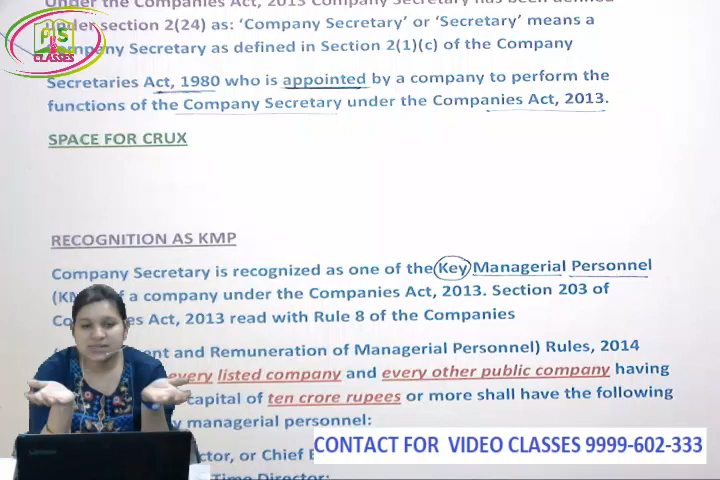 Under the Companies Act, 2013 Company Secretary has been defined
under section 2(24) as: ‘Company Secretary’ or ‘Secretary’ means a
Company Secretary as defined in Section 2(1)(c) of the Company
Secretaries Act, 1980 who is appointed by a company to perform the
functions of the Company Secretary under the Companies Act, 2013.
SPACE FOR CRUX
RECOGNITION AS KMP
Company Secretary is recognized as one of the Key Managerial Personnel
of a company under the Companies Act, 2013. Section 203 of
Act, 2013 read with Rule 8 of the Companies
and Remuneration of Managerial Personnel) Rules, 2014
every listed company and every other public company having
capital of ten crore rupees or more shall have the following
managerial personnel:
or Chief
Time Director:
CLASSES
CONTACT FOR VIDEO CLASSES 9999-602-333
lenovo